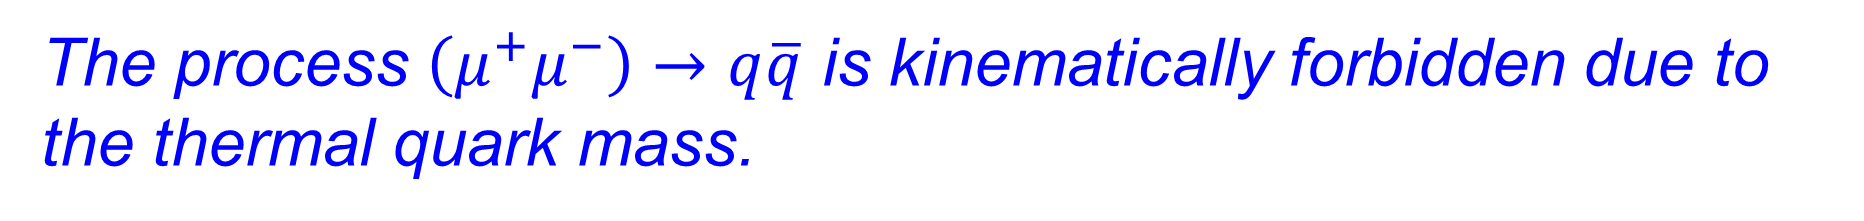 The process (μ⁺μ⁻) → qq̅ is kinematically forbidden due to
the thermal quark mass.